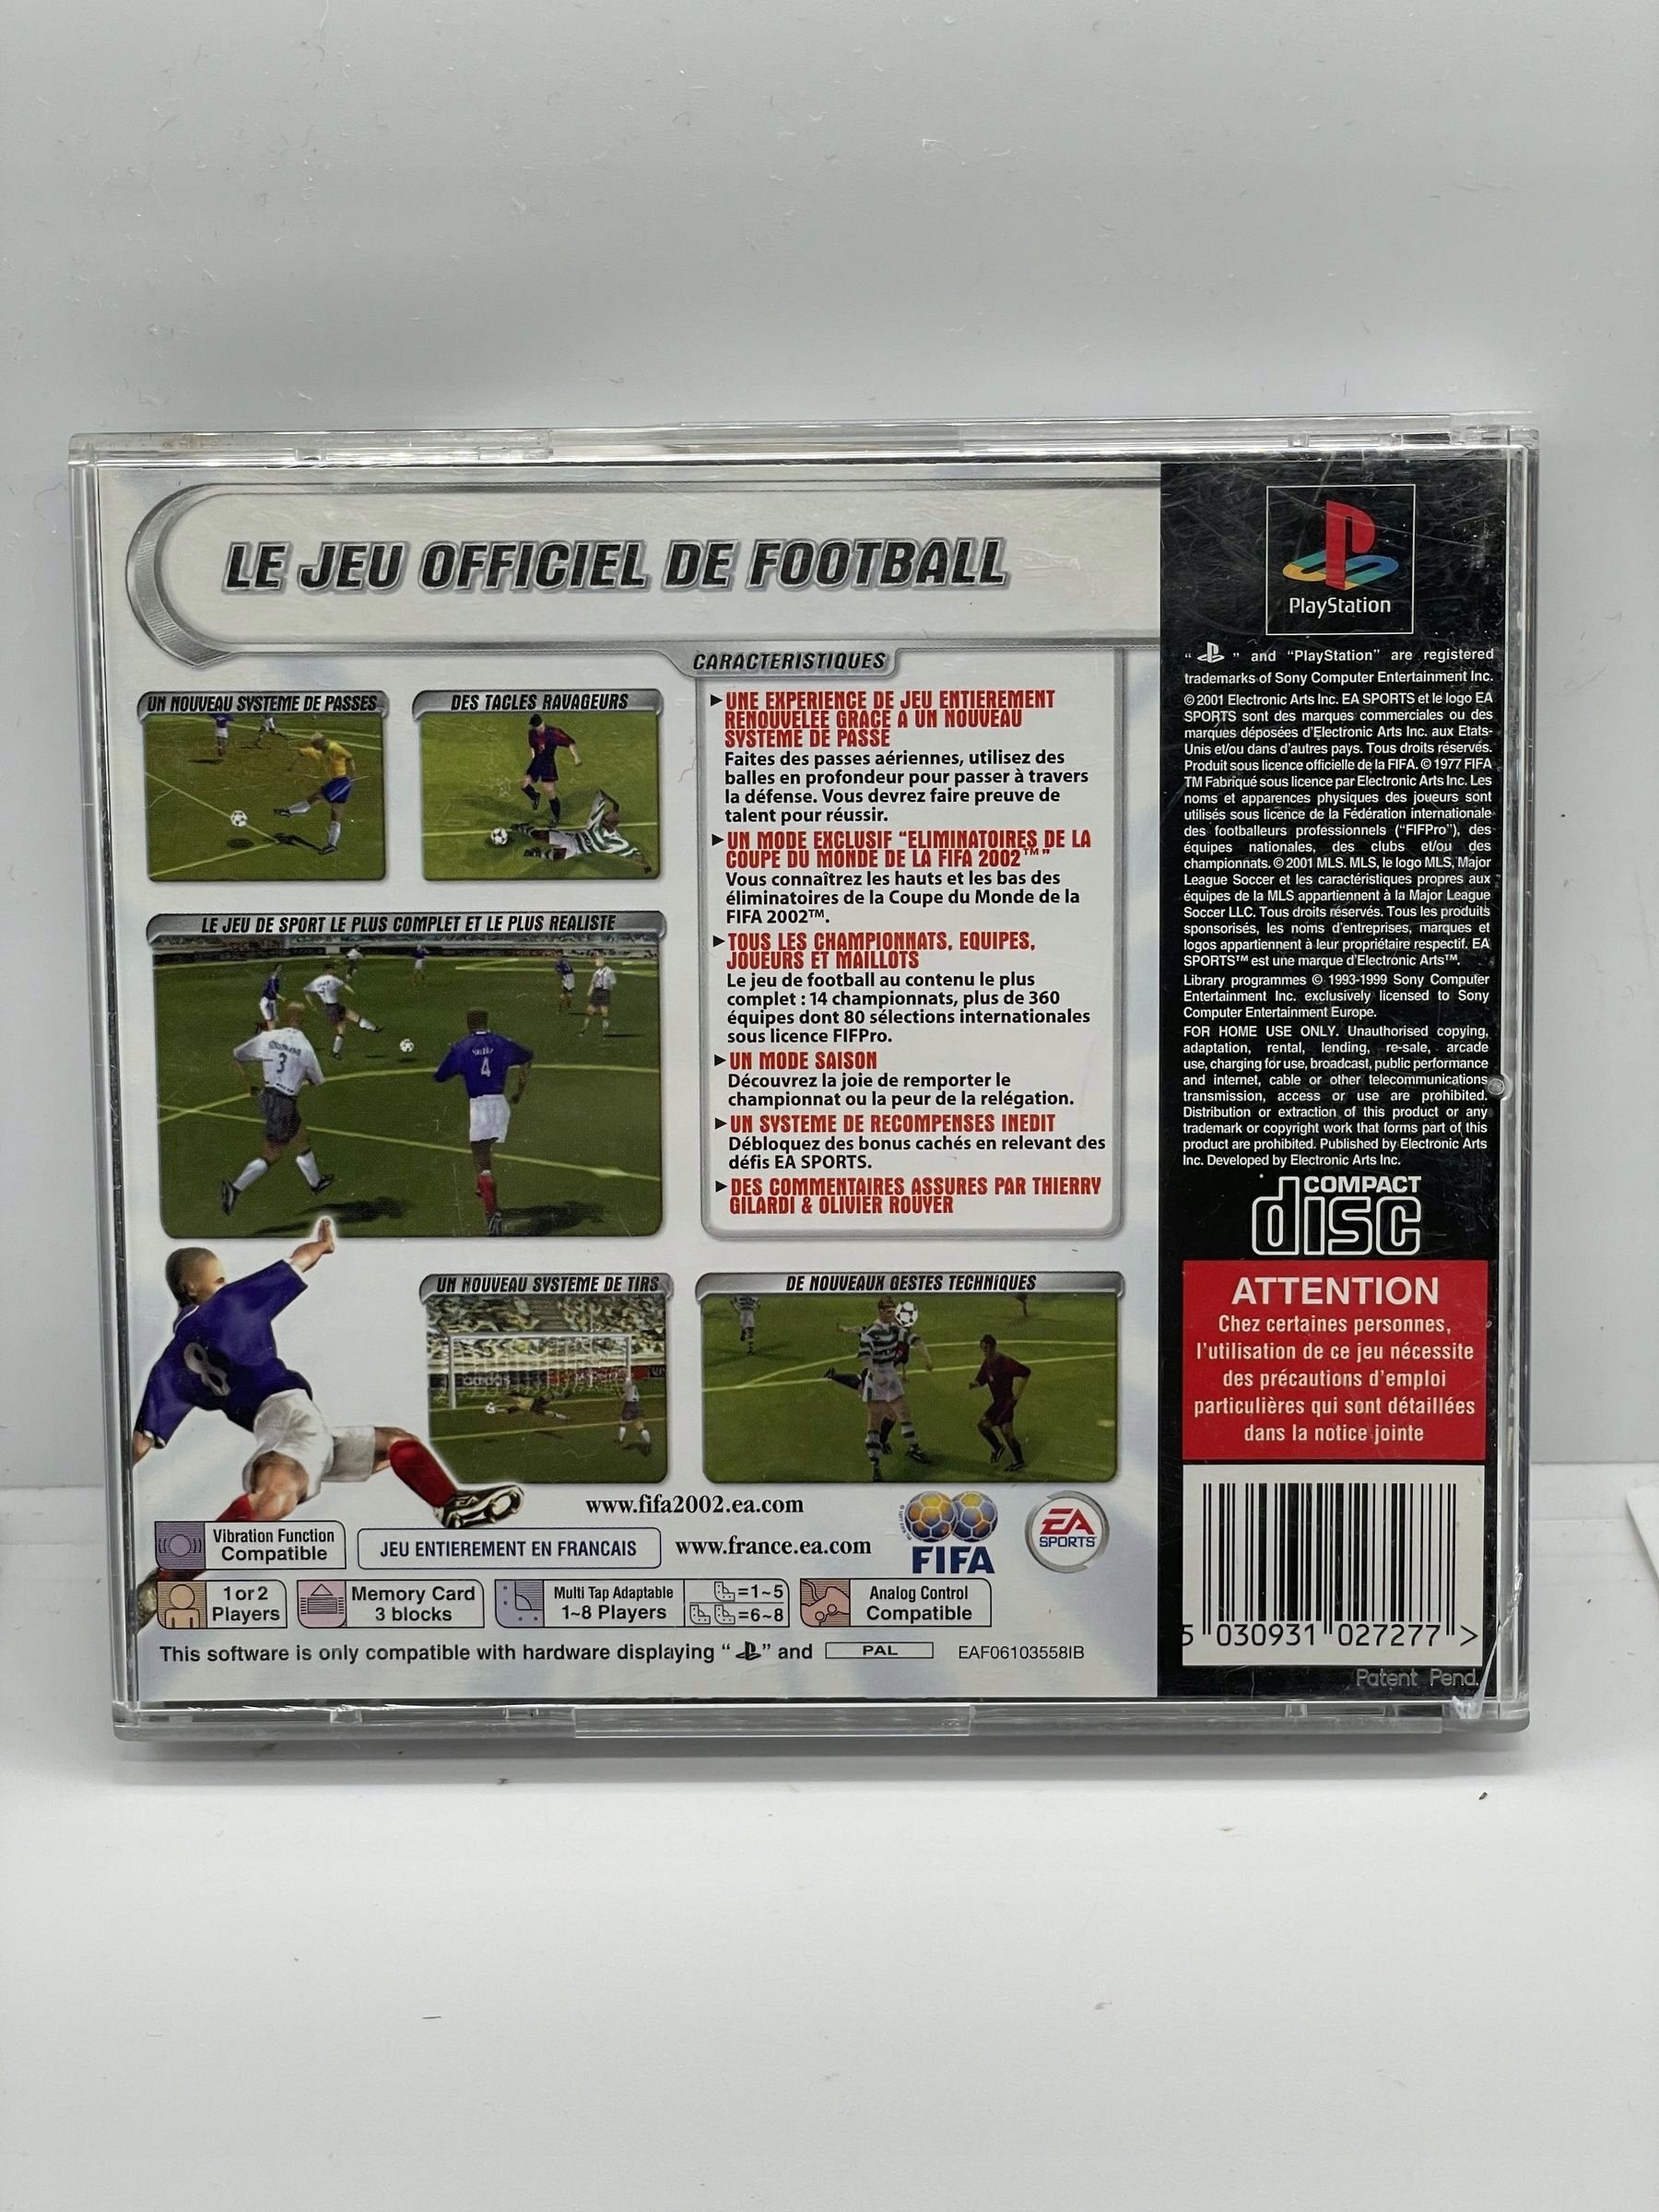 LE JEU OFFICIEL DE FOOTBALL
CARACTERISTIQUES
UN NOUVEAU SYSTEME DE PASSES
DES TACLES RAVAGEURS
LE JEU DE SPORT LE PLUS COMPLET ET LE PLUS REALISTE
3
4
8
►UNE EXPERIENCE DE JEU ENTIEREMENT
RENOUVELEE GRACE A UN NOUVEAU
SYSTEME DE PASSE
Faites des passes aériennes, utilisez des
balles en profondeur pour passer à travers
la défense. Vous devrez faire preuve de
talent pour réussir.
►UN MODE EXCLUSIF “ELIMINATOIRES DE LA
COUPE DU MONDE DE LA FIFA 2002™”
Vous connaîtrez les hauts et les bas des
éliminatoires de la Coupe du Monde de la
FIFA 2002™.
►TOUS LES CHAMPIONNATS, EQUIPES,
JOUEURS ET MAILLOTS
Le jeu de football au contenu le plus
complet : 14 championnats, plus de 360
équipes dont 80 sélections internationales
sous licence FIFPro.
►UN MODE SAISON
Découvrez la joie de remporter le
championnat ou la peur de la relégation.
►UN SYSTEME DE RECOMPENSES INEDIT
Débloquez des bonus cachés en relevant des
défis EA SPORTS.
►DES COMMENTAIRES ASSURES PAR THIERRY
GILARDI & OLIVIER ROUYER
UN NOUVEAU SYSTEME DE TIRS
adidas
DE NOUVEAUX GESTES TECHNIQUES
www.fifa2002.ea.com
www.france.ea.com
FIFA
EA
SPORTS
Vibration Function
Compatible
JEU ENTIEREMENT EN FRANCAIS
1 or 2
Players
Memory Card
3 blocks
Multi Tap Adaptable
1~8 Players
=1~5
=6~8
Analog Control
Compatible
This software is only compatible with hardware displaying “ ” and PAL
EAF06103558IB
PlayStation
“ ” and “PlayStation” are registered
trademarks of Sony Computer Entertainment Inc.
© 2001 Electronic Arts Inc. EA SPORTS et le logo EA
SPORTS sont des marques commerciales ou des
marques déposées d'Electronic Arts Inc. aux Etats-
Unis et/ou dans d'autres pays. Tous droits réservés.
Produit sous licence officielle de la FIFA. © 1977 FIFA
TM Fabriqué sous licence par Electronic Arts Inc. Les
noms et apparences physiques des joueurs sont
utilisés sous licence de la Fédération internationale
des footballeurs professionnels (“FIFPro”), des
équipes nationales, des clubs et/ou des
championnats. © 2001 MLS. MLS, le logo MLS, Major
League Soccer et les caractéristiques propres aux
équipes de la MLS appartiennent à la Major League
Soccer LLC. Tous droits réservés. Tous les produits
sponsorisés, les noms d'entreprises, marques et
logos appartiennent à leur propriétaire respectif. EA
SPORTS™ est une marque d'Electronic Arts™.
Library programmes © 1993-1999 Sony Computer
Entertainment Inc. exclusively licensed to Sony
Computer Entertainment Europe.
FOR HOME USE ONLY. Unauthorised copying,
adaptation, rental, lending, re-sale, arcade
use, charging for use, broadcast, public performance
and internet, cable or other telecommunications
transmission, access or use are prohibited.
Distribution or extraction of this product or any
trademark or copyright work that forms part of this
product are prohibited. Published by Electronic Arts
Inc. Developed by Electronic Arts Inc.
COMPACT
disc
ATTENTION
Chez certaines personnes,
l'utilisation de ce jeu nécessite
des précautions d'emploi
particulières qui sont détaillées
dans la notice jointe
5 030931 027277 >
Patent Pend.